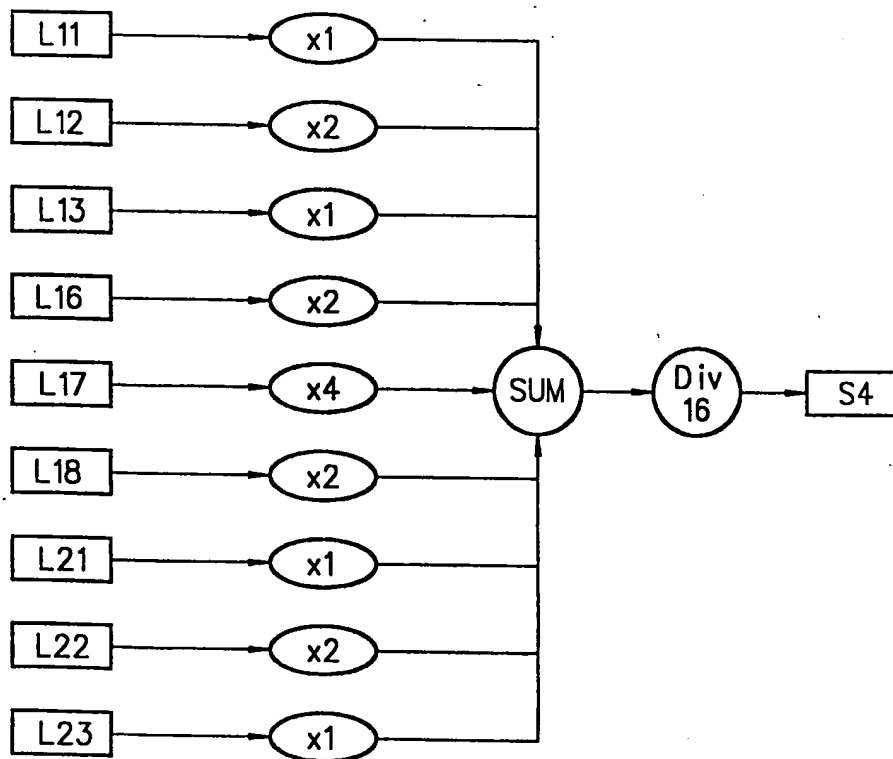 L11 x1
L12 x2
L13 x1
L16 x2
L17 x4 SUM Div 16 S4
L18 x2
L21 x1
L22 x2
L23 x1